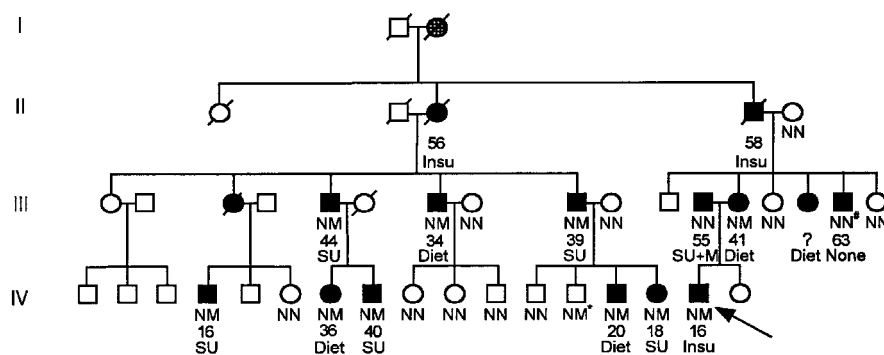 I
II
NN
56 58
Insu Insu
III
NM NM NN NM NN NN NM NN NN# NN
44 34 39 55 41 ? 63
SU Diet SU SU+M Diet Diet None
IV
NM NN NM NM NN NN NN NN NM* NM NM NM
16 36 40 20 18 16
SU Diet SU Diet SU Insu